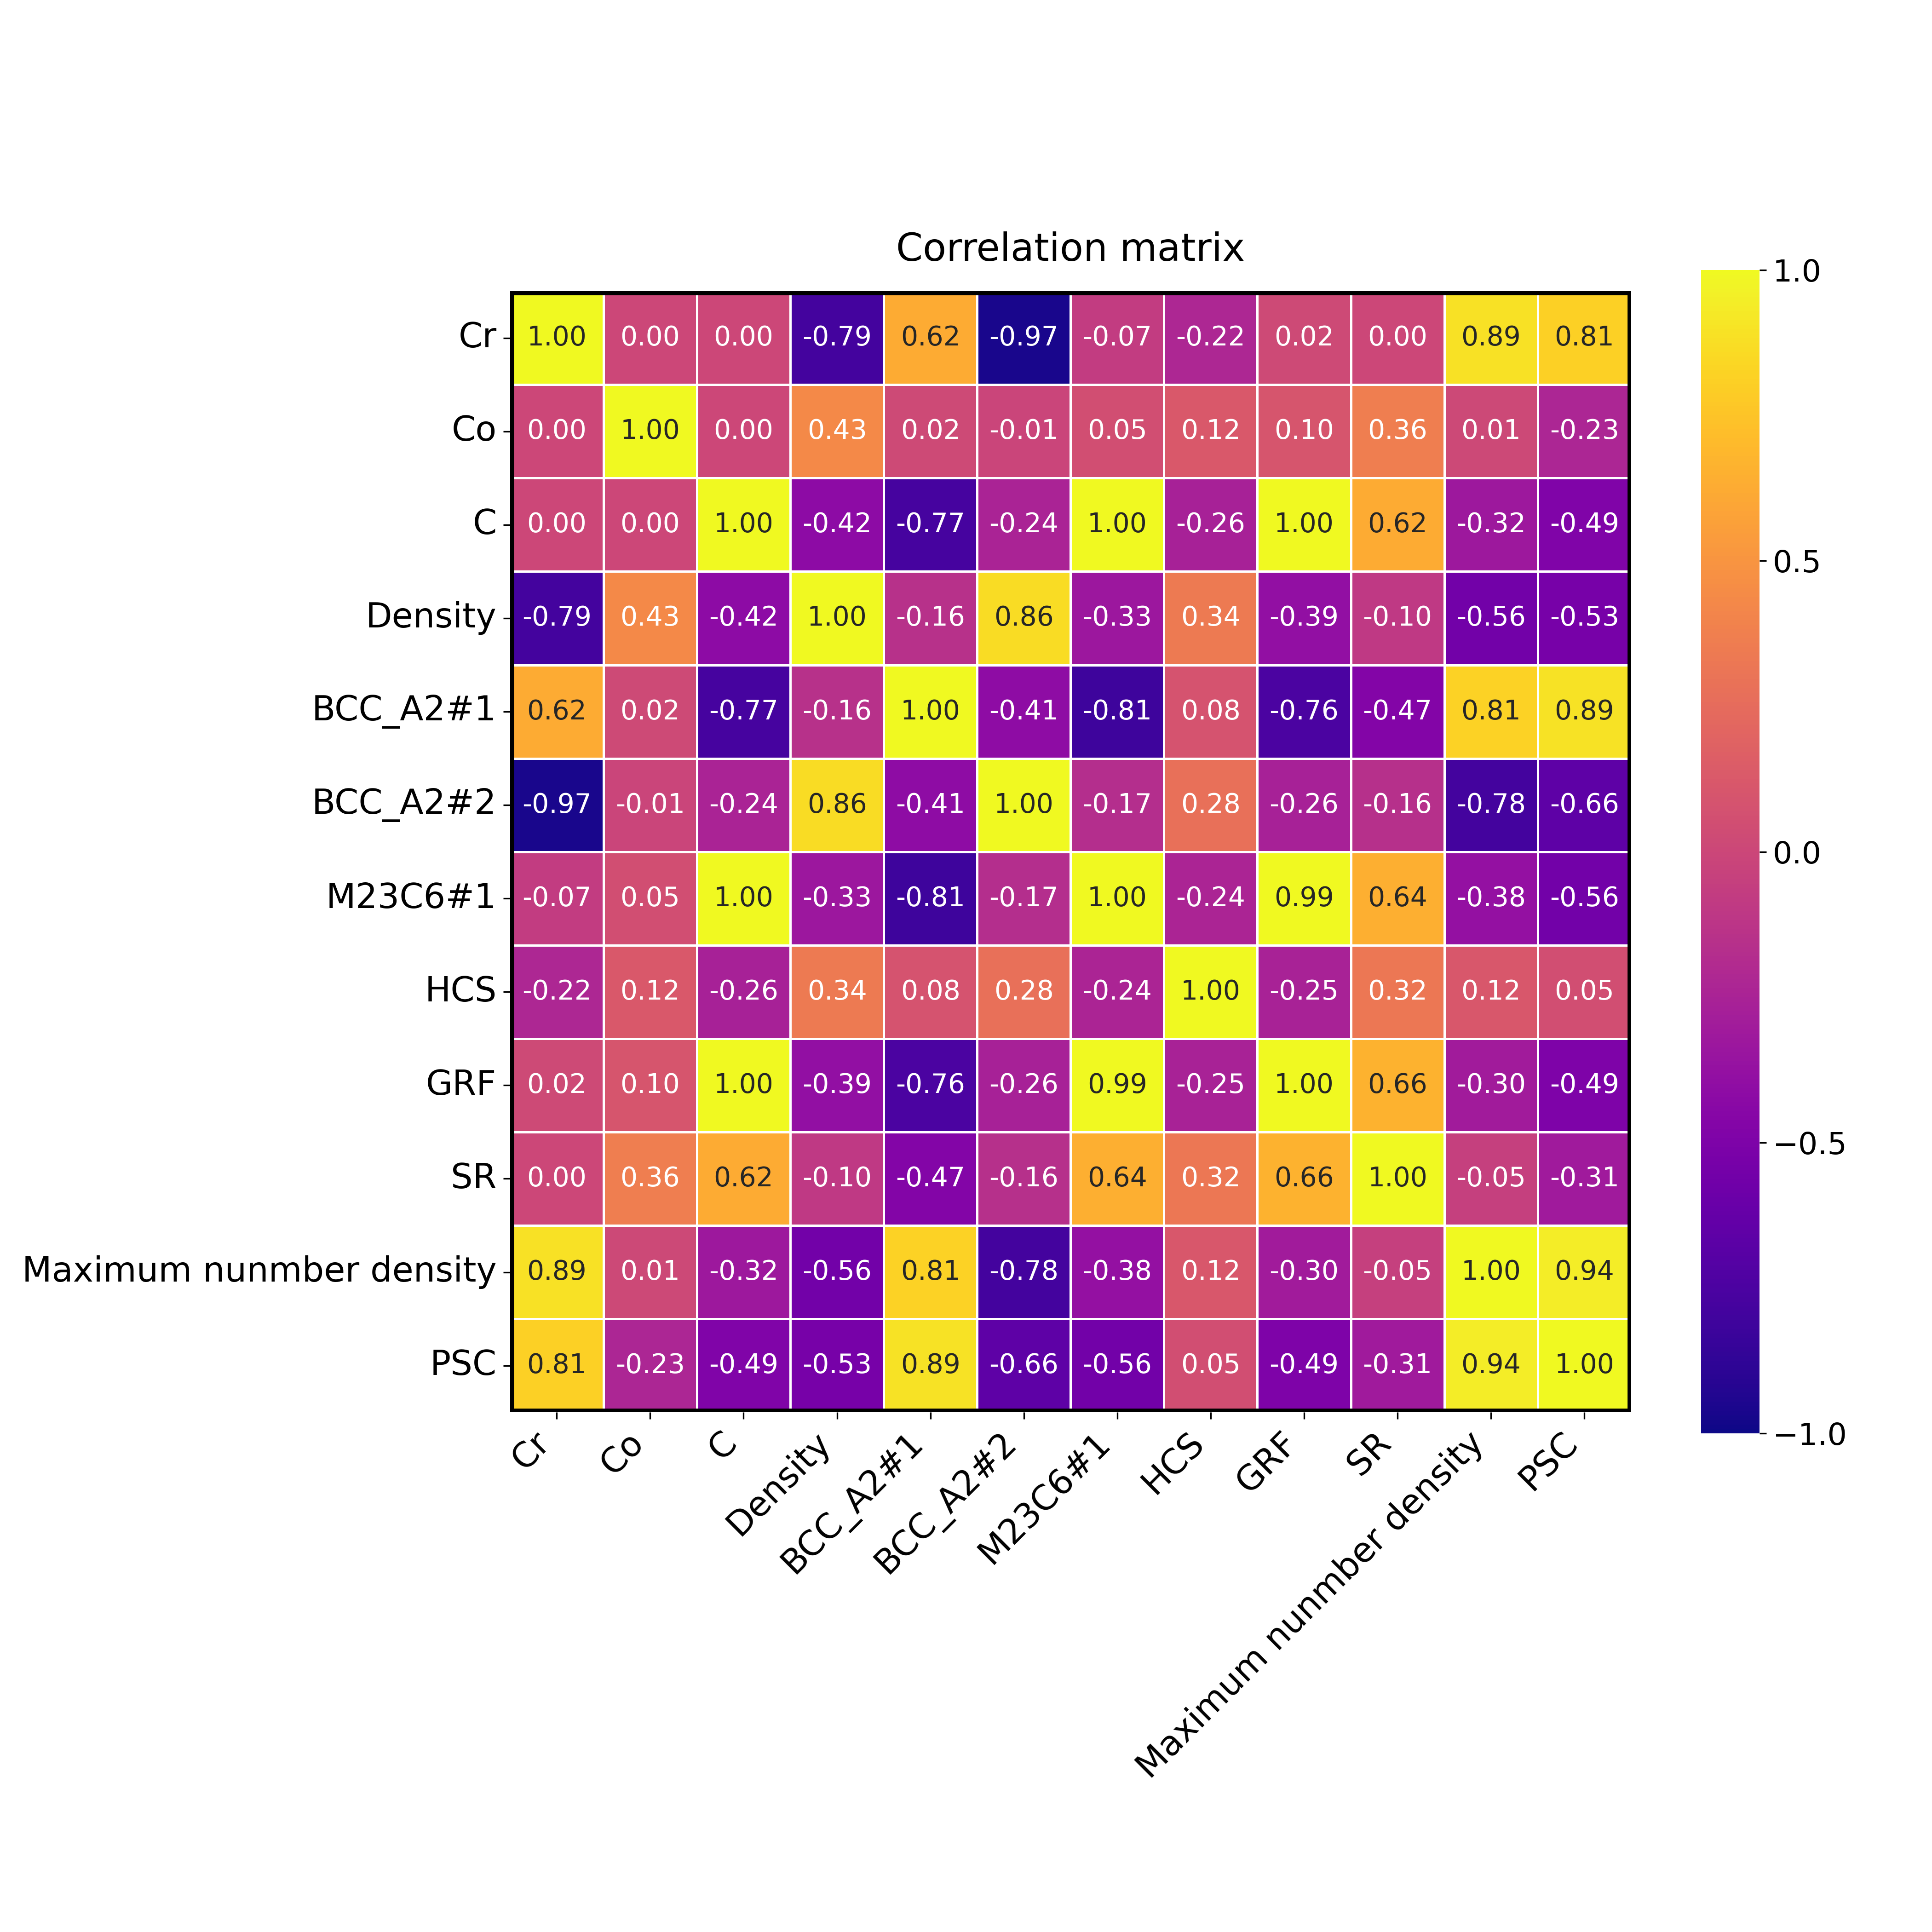 Correlation matrix
Cr 1.00 0.00 0.00 -0.79 0.62 -0.97 -0.07 -0.22 0.02 0.00 0.89 0.81
Co 0.00 1.00 0.00 0.43 0.02 -0.01 0.05 0.12 0.10 0.36 0.01 -0.23
C 0.00 0.00 1.00 -0.42 -0.77 -0.24 1.00 -0.26 1.00 0.62 -0.32 -0.49
Density -0.79 0.43 -0.42 1.00 -0.16 0.86 -0.33 0.34 -0.39 -0.10 -0.56 -0.53
BCC_A2#1 0.62 0.02 -0.77 -0.16 1.00 -0.41 -0.81 0.08 -0.76 -0.47 0.81 0.89
BCC_A2#2 -0.97 -0.01 -0.24 0.86 -0.41 1.00 -0.17 0.28 -0.26 -0.16 -0.78 -0.66
M23C6#1 -0.07 0.05 1.00 -0.33 -0.81 -0.17 1.00 -0.24 0.99 0.64 -0.38 -0.56
HCS -0.22 0.12 -0.26 0.34 0.08 0.28 -0.24 1.00 -0.25 0.32 0.12 0.05
GRF 0.02 0.10 1.00 -0.39 -0.76 -0.26 0.99 -0.25 1.00 0.66 -0.30 -0.49
SR 0.00 0.36 0.62 -0.10 -0.47 -0.16 0.64 0.32 0.66 1.00 -0.05 -0.31
Maximum nunmber density 0.89 0.01 -0.32 -0.56 0.81 -0.78 -0.38 0.12 -0.30 -0.05 1.00 0.94
PSC 0.81 -0.23 -0.49 -0.53 0.89 -0.66 -0.56 0.05 -0.49 -0.31 0.94 1.00
Cr
Co
C
Density
BCC_A2#1
BCC_A2#2
M23C6#1
HCS
GRF
SR
Maximum nunmber density
PSC
1.0
0.5
0.0
−0.5
−1.0